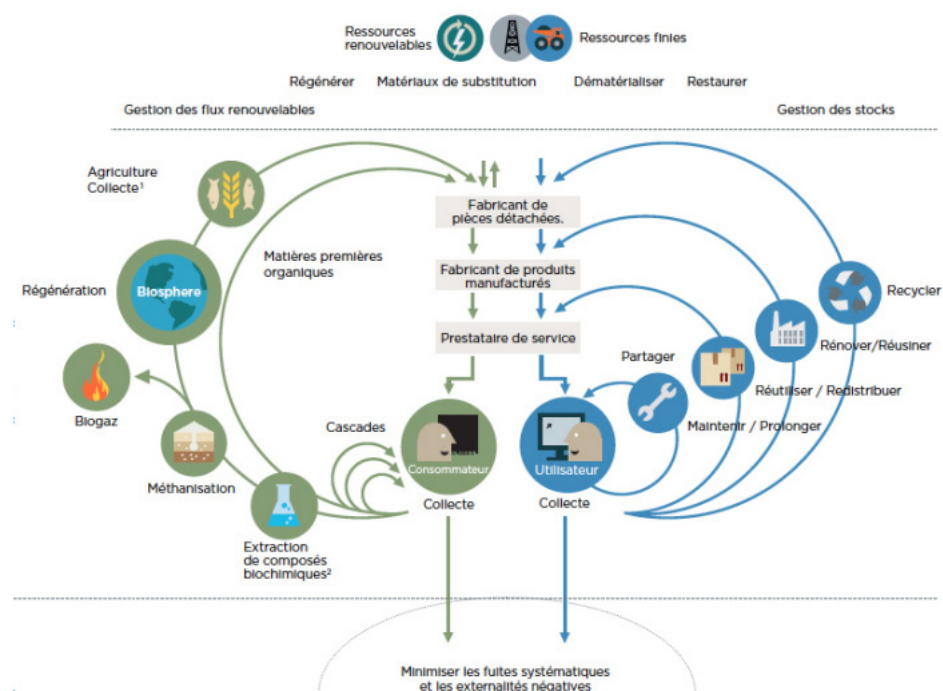 Ressources
renouvelables
Ressources finies
Régénérer
Matériaux de substitution
Dématérialiser
Restaurer
Gestion des flux renouvelables
Gestion des stocks
Agriculture
Collecte¹
Fabricant de
pièces détachées.
Matières premières
organiques
Fabricant de produits
manufacturés
Régénération
Biosphere
Recycler
Prestataire de service
Rénover/Réusiner
Partager
Réutiliser / Redistribuer
Biogaz
Maintenir / Prolonger
Cascades
Consommateur
Utilisateur
Méthanisation
Collecte
Collecte
Extraction
de composés
biochimiques²
Minimiser les fuites systématiques
et les externalités négatives